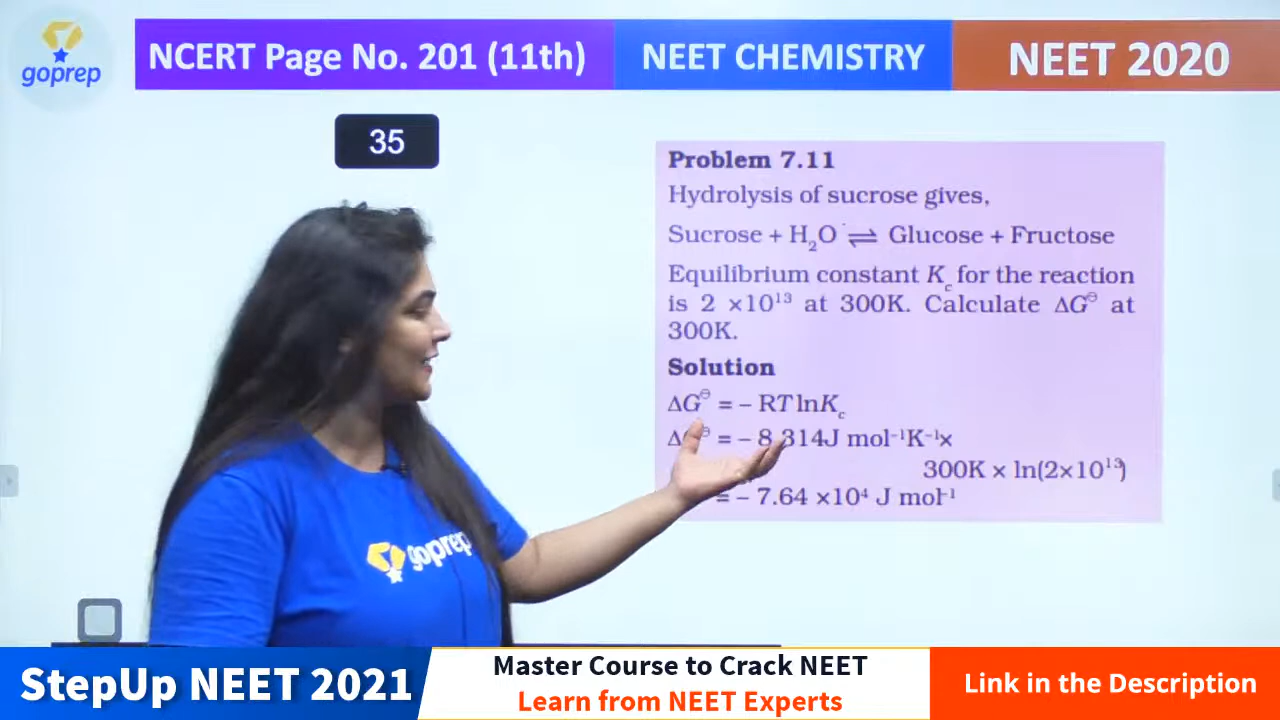 goprep
NCERT Page No. 201 (11th)
NEET CHEMISTRY
NEET 2020
35
Problem 7.11
Hydrolysis of sucrose gives,
Sucrose + H₂O ⇌ Glucose + Fructose
Equilibrium constant K꜀ for the reaction
is 2 ×10¹³ at 300K. Calculate ΔG⊖ at
300K.
Solution
ΔG⊖ = – RT lnK꜀
= – 8.314J mol⁻¹K⁻¹×
300K × ln(2×10¹³)
= – 7.64 ×10⁴ J mol⁻¹
goprep
StepUp NEET 2021
Master Course to Crack NEET
Learn from NEET Experts
Link in the Description